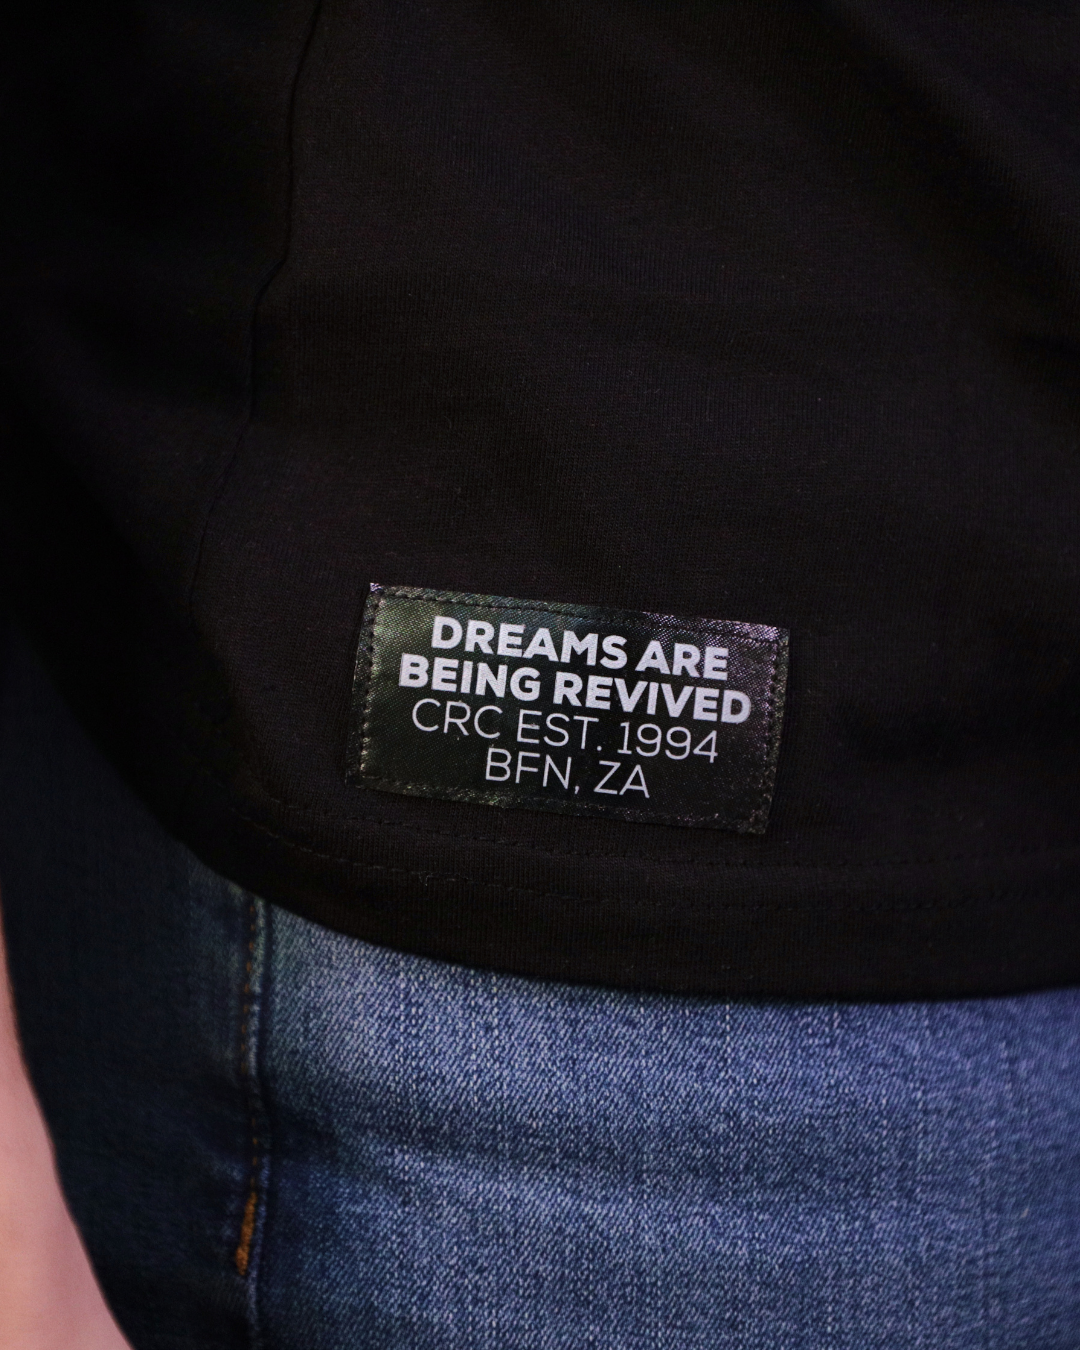 DREAMS ARE
BEING REVIVED
CRC EST. 1994
BFN, ZA